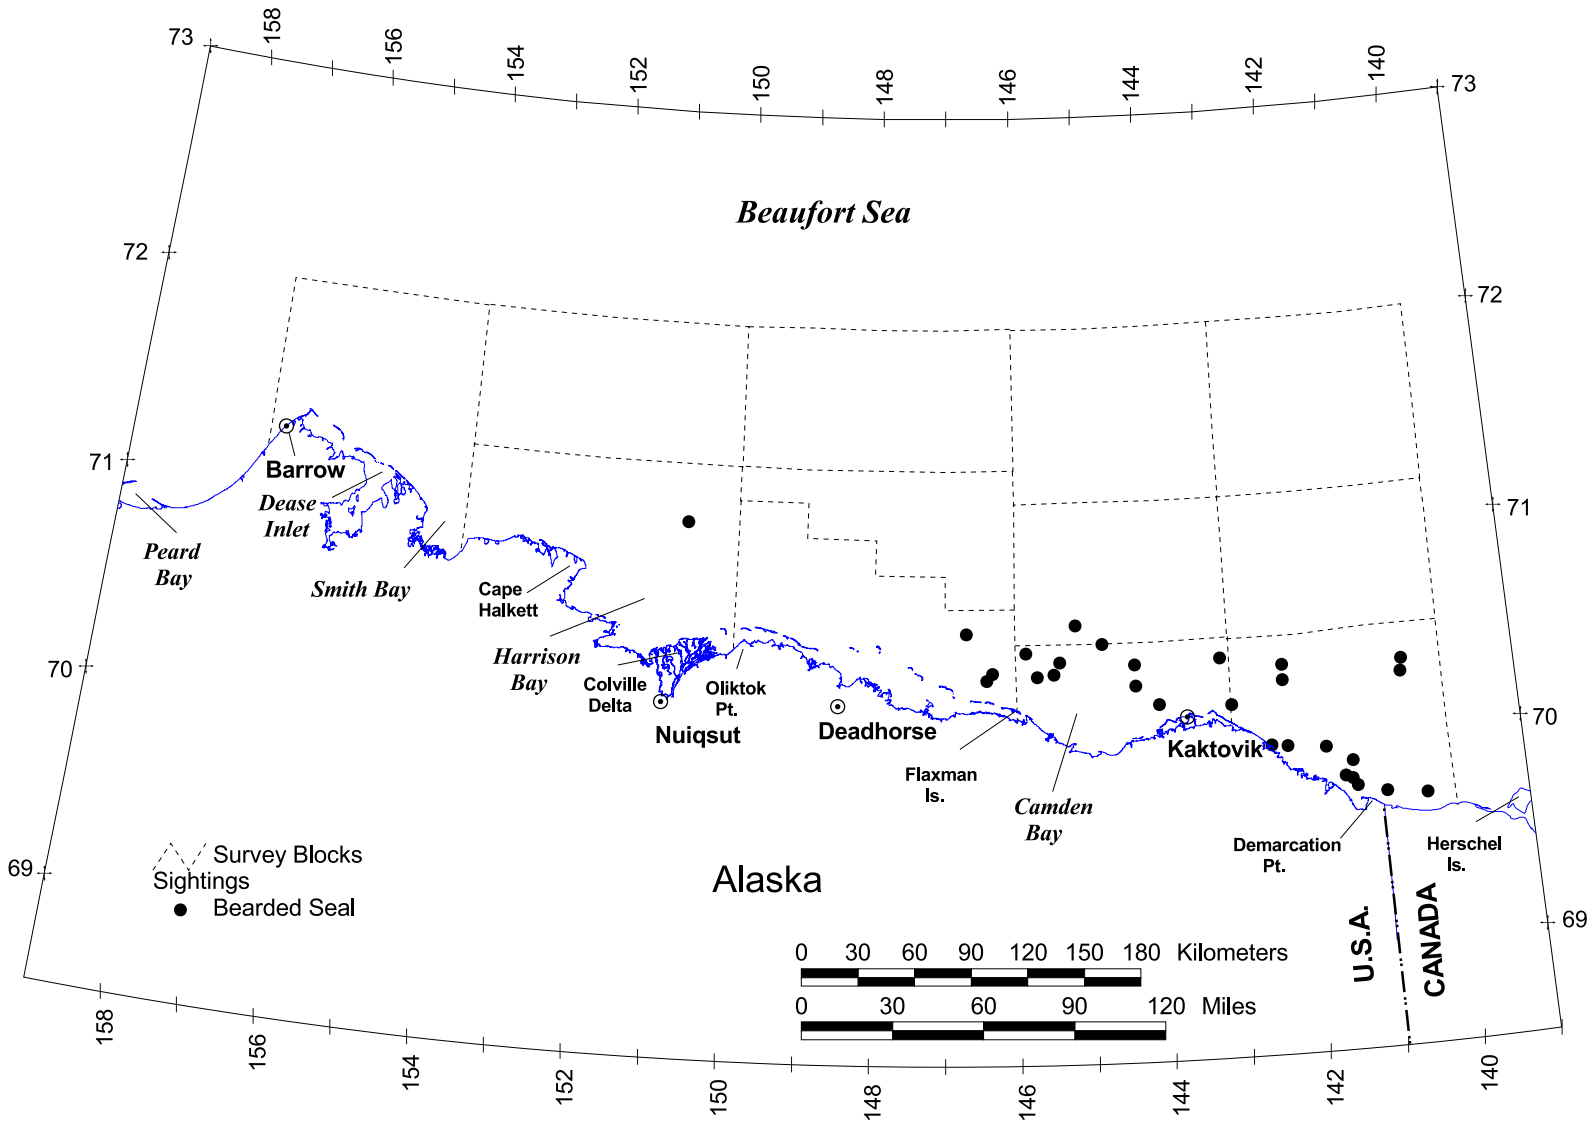 158
156
154
152
150
148
146
144
142
140
73
73
Beaufort Sea
72
72
71
71
Barrow
Dease
Inlet
Peard
Bay
Smith Bay
Cape
Halkett
Harrison
Bay
Colville
Delta
Oliktok
Pt.
70
70
Nuiqsut
Deadhorse
Kaktovik
Flaxman
Is.
Camden
Bay
Demarcation
Pt.
Herschel
Is.
Survey Blocks
Sightings
Bearded Seal
69
69
Alaska
U.S.A.
CANADA
0 30 60 90 120 150 180 Kilometers
0 30 60 90 120 Miles
158
156
154
152
150
148
146
144
142
140